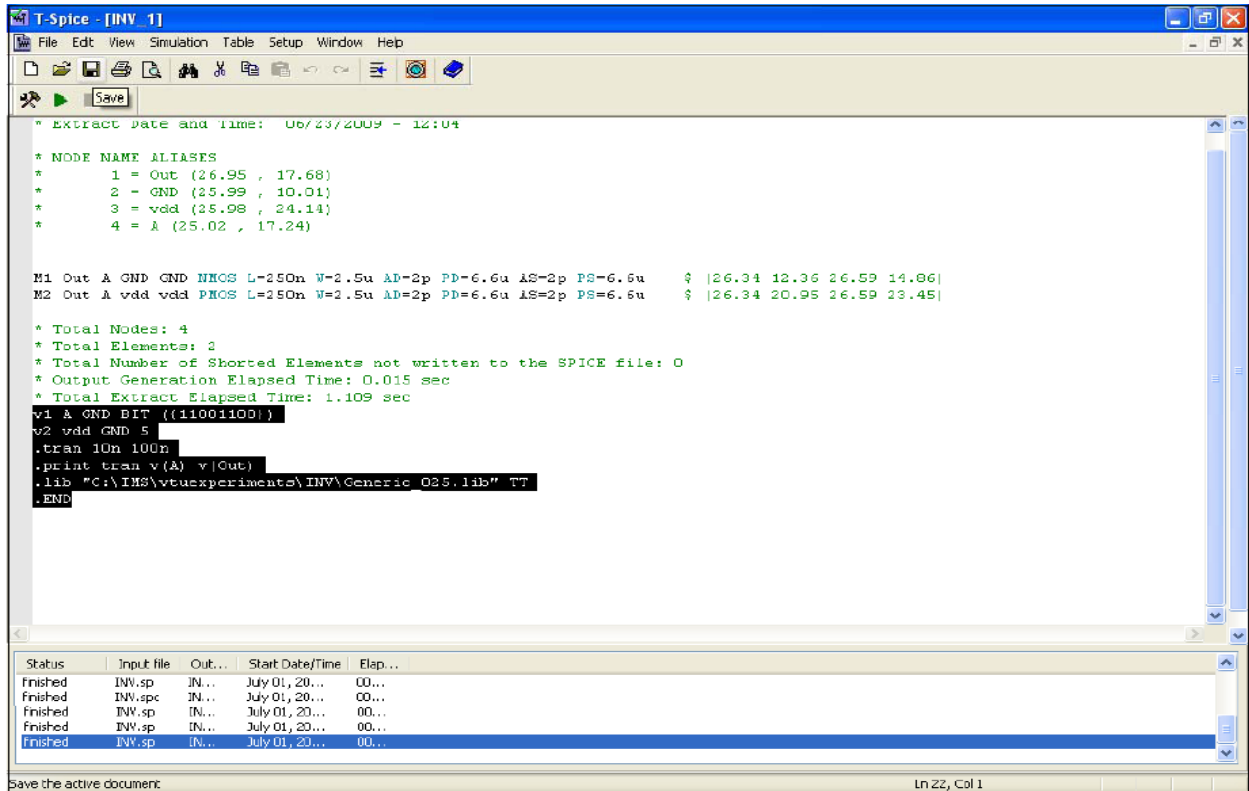 T-Spice - [INV_1]
File Edit View Simulation Table Setup Window Help
Save
* Extract Date and Time: 06/23/2009 - 12:04
* NODE NAME ALIASES
* 1 = Out (26.95 , 17.68)
* 2 = GND (25.99 , 10.01)
* 3 = vdd (25.98 , 24.14)
* 4 = A (25.02 , 17.24)
M1 Out A GND GND NMOS L=250n W=2.5u AD=2p PD=6.6u AS=2p PS=6.6u $ (26.34 12.36 26.59 14.86)
M2 Out A vdd vdd PMOS L=250n W=2.5u AD=2p PD=6.6u AS=2p PS=6.6u $ (26.34 20.95 26.59 23.45)
* Total Nodes: 4
* Total Elements: 2
* Total Number of Shorted Elements not written to the SPICE file: 0
* Output Generation Elapsed Time: 0.015 sec
* Total Extract Elapsed Time: 1.109 sec
v1 A GND BIT ({11001100})
v2 vdd GND 5
.tran 10n 100n
.print tran v(A) v(Out)
.lib "C:\IMS\vtuexperiments\INV\Generic_025.lib" TT
.END
Status Input file Out... Start Date/Time Elap...
finished INV.sp IN... July 01, 20... 00...
finished INV.spc IN... July 01, 20... 00...
finished INV.sp IN... July 01, 20... 00...
finished INV.sp IN... July 01, 20... 00...
finished INV.sp IN... July 01, 20... 00...
Save the active document Ln 22, Col 1